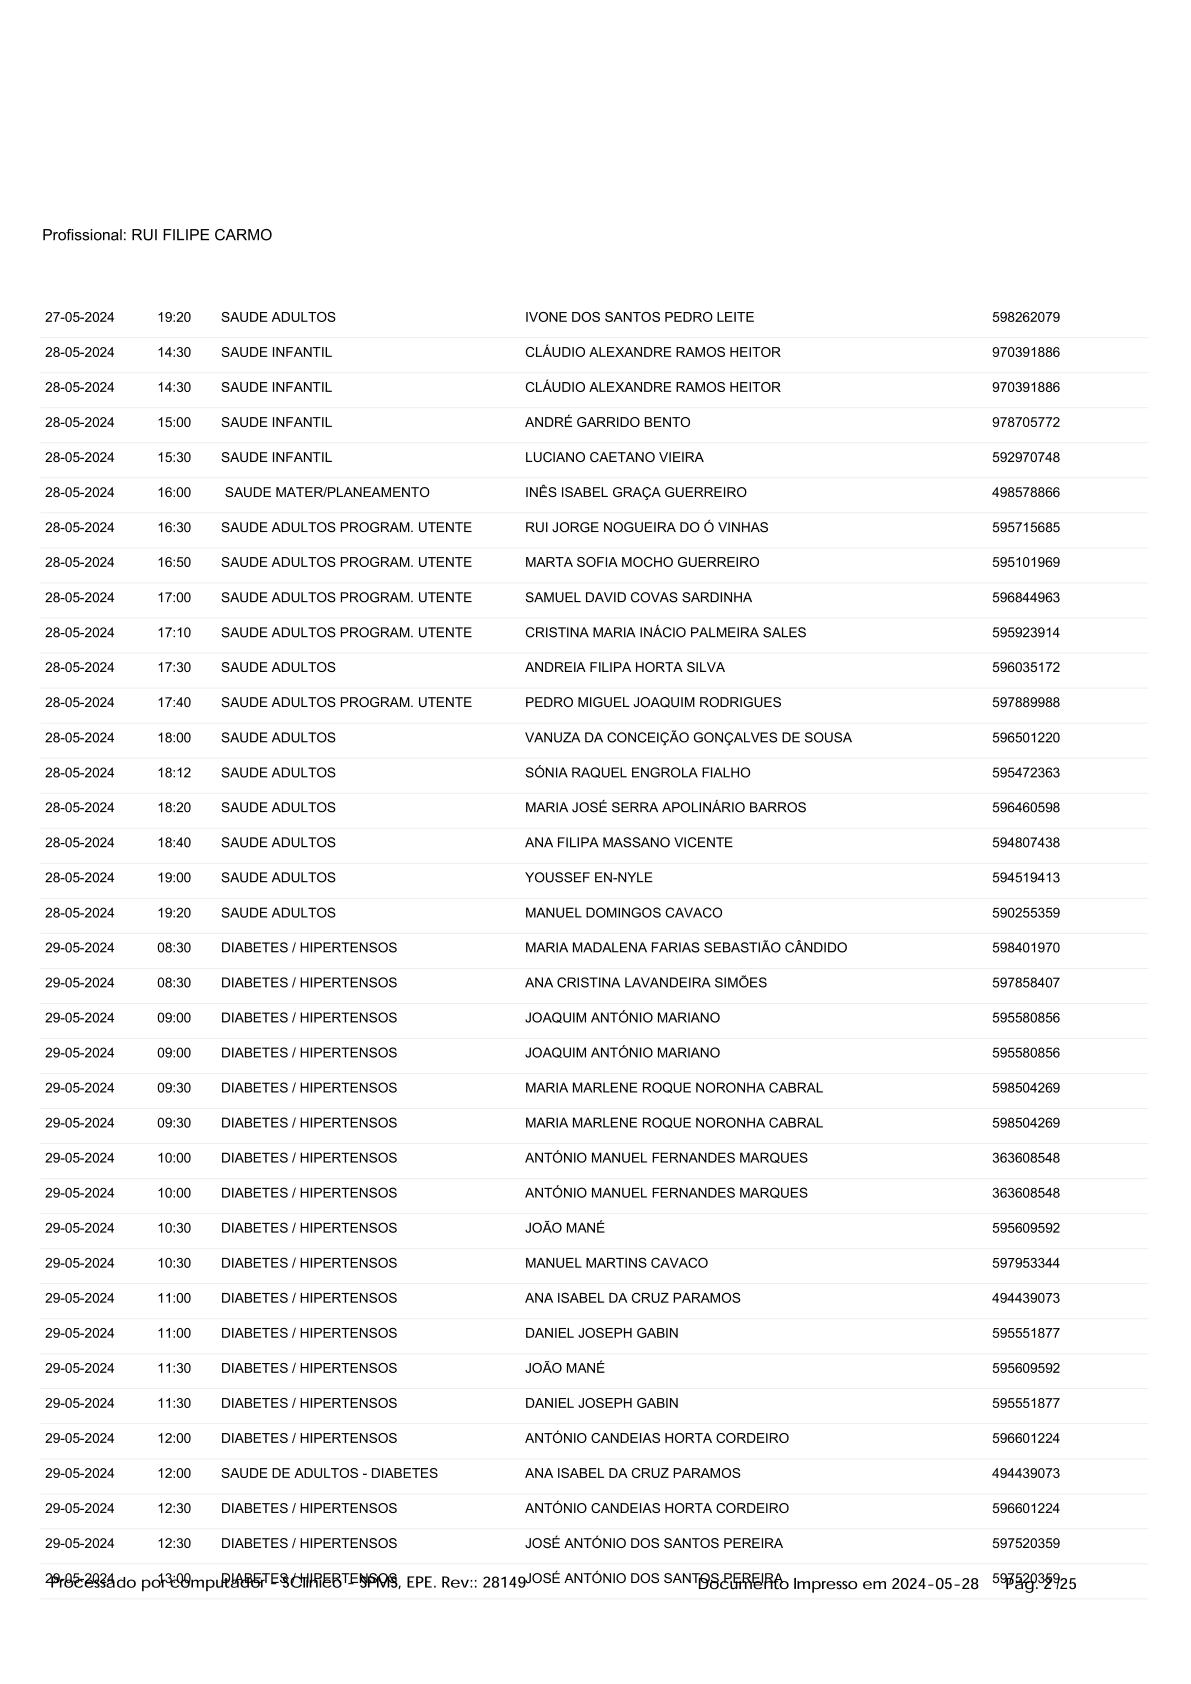 Profissional: RUI FILIPE CARMO
27-05-2024 19:20 SAUDE ADULTOS IVONE DOS SANTOS PEDRO LEITE 598262079
28-05-2024 14:30 SAUDE INFANTIL CLÁUDIO ALEXANDRE RAMOS HEITOR 970391886
28-05-2024 14:30 SAUDE INFANTIL CLÁUDIO ALEXANDRE RAMOS HEITOR 970391886
28-05-2024 15:00 SAUDE INFANTIL ANDRÉ GARRIDO BENTO 978705772
28-05-2024 15:30 SAUDE INFANTIL LUCIANO CAETANO VIEIRA 592970748
28-05-2024 16:00 SAUDE MATER/PLANEAMENTO INÊS ISABEL GRAÇA GUERREIRO 498578866
28-05-2024 16:30 SAUDE ADULTOS PROGRAM. UTENTE RUI JORGE NOGUEIRA DO Ó VINHAS 595715685
28-05-2024 16:50 SAUDE ADULTOS PROGRAM. UTENTE MARTA SOFIA MOCHO GUERREIRO 595101969
28-05-2024 17:00 SAUDE ADULTOS PROGRAM. UTENTE SAMUEL DAVID COVAS SARDINHA 596844963
28-05-2024 17:10 SAUDE ADULTOS PROGRAM. UTENTE CRISTINA MARIA INÁCIO PALMEIRA SALES 595923914
28-05-2024 17:30 SAUDE ADULTOS ANDREIA FILIPA HORTA SILVA 596035172
28-05-2024 17:40 SAUDE ADULTOS PROGRAM. UTENTE PEDRO MIGUEL JOAQUIM RODRIGUES 597889988
28-05-2024 18:00 SAUDE ADULTOS VANUZA DA CONCEIÇÃO GONÇALVES DE SOUSA 596501220
28-05-2024 18:12 SAUDE ADULTOS SÓNIA RAQUEL ENGROLA FIALHO 595472363
28-05-2024 18:20 SAUDE ADULTOS MARIA JOSÉ SERRA APOLINÁRIO BARROS 596460598
28-05-2024 18:40 SAUDE ADULTOS ANA FILIPA MASSANO VICENTE 594807438
28-05-2024 19:00 SAUDE ADULTOS YOUSSEF EN-NYLE 594519413
28-05-2024 19:20 SAUDE ADULTOS MANUEL DOMINGOS CAVACO 590255359
29-05-2024 08:30 DIABETES / HIPERTENSOS MARIA MADALENA FARIAS SEBASTIÃO CÂNDIDO 598401970
29-05-2024 08:30 DIABETES / HIPERTENSOS ANA CRISTINA LAVANDEIRA SIMÕES 597858407
29-05-2024 09:00 DIABETES / HIPERTENSOS JOAQUIM ANTÓNIO MARIANO 595580856
29-05-2024 09:00 DIABETES / HIPERTENSOS JOAQUIM ANTÓNIO MARIANO 595580856
29-05-2024 09:30 DIABETES / HIPERTENSOS MARIA MARLENE ROQUE NORONHA CABRAL 598504269
29-05-2024 09:30 DIABETES / HIPERTENSOS MARIA MARLENE ROQUE NORONHA CABRAL 598504269
29-05-2024 10:00 DIABETES / HIPERTENSOS ANTÓNIO MANUEL FERNANDES MARQUES 363608548
29-05-2024 10:00 DIABETES / HIPERTENSOS ANTÓNIO MANUEL FERNANDES MARQUES 363608548
29-05-2024 10:30 DIABETES / HIPERTENSOS JOÃO MANÉ 595609592
29-05-2024 10:30 DIABETES / HIPERTENSOS MANUEL MARTINS CAVACO 597953344
29-05-2024 11:00 DIABETES / HIPERTENSOS ANA ISABEL DA CRUZ PARAMOS 494439073
29-05-2024 11:00 DIABETES / HIPERTENSOS DANIEL JOSEPH GABIN 595551877
29-05-2024 11:30 DIABETES / HIPERTENSOS JOÃO MANÉ 595609592
29-05-2024 11:30 DIABETES / HIPERTENSOS DANIEL JOSEPH GABIN 595551877
29-05-2024 12:00 DIABETES / HIPERTENSOS ANTÓNIO CANDEIAS HORTA CORDEIRO 596601224
29-05-2024 12:00 SAUDE DE ADULTOS - DIABETES ANA ISABEL DA CRUZ PARAMOS 494439073
29-05-2024 12:30 DIABETES / HIPERTENSOS ANTÓNIO CANDEIAS HORTA CORDEIRO 596601224
29-05-2024 12:30 DIABETES / HIPERTENSOS JOSÉ ANTÓNIO DOS SANTOS PEREIRA 597520359
29-05-2024 13:00 DIABETES / HIPERTENSOS JOSÉ ANTÓNIO DOS SANTOS PEREIRA 597520359
Processado por computador - SClínico - SPMS, EPE. Rev:: 28149 Documento Impresso em 2024-05-28 Pág. 2 /25